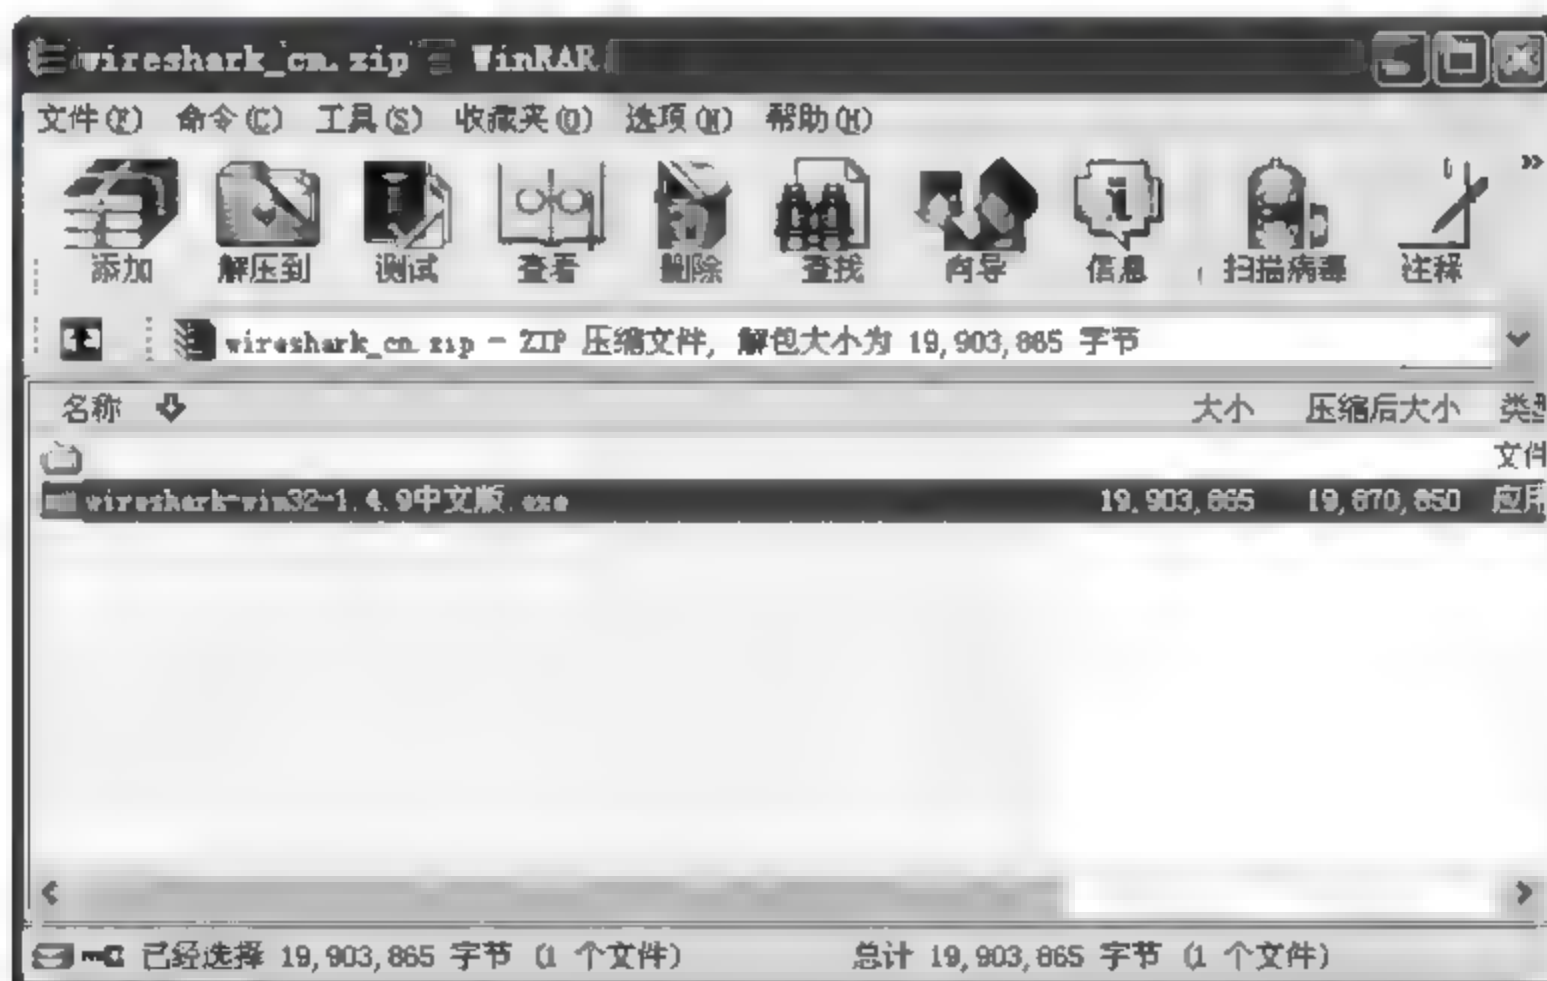 wireshark_cn.zip - WinRAR
文件(F) 命令(C) 工具(S) 收藏夹(O) 选项(N) 帮助(H)
»
添加 解压到 测试 查看 删除 查找 向导 信息 扫描病毒 注释
wireshark_cn.zip - ZIP 压缩文件, 解包大小为 19,903,865 字节
名称 大小 压缩后大小 类型
文件
wireshark-win32-1.4.9中文版.exe 19,903,865 19,870,850 应用
已经选择 19,903,865 字节 (1 个文件) 总计 19,903,865 字节 (1 个文件)